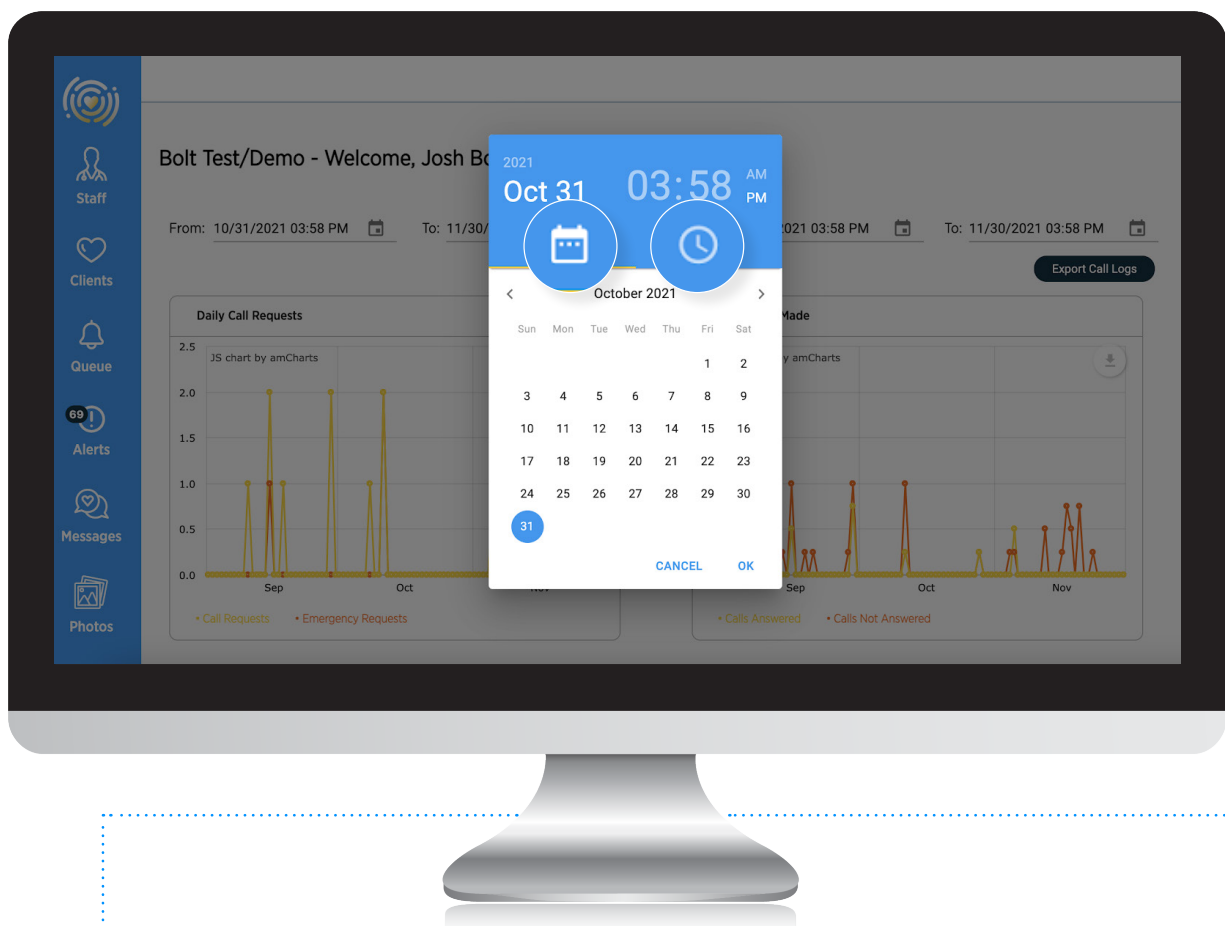 Bolt Test/Demo - Welcome, Josh
Staff
Clients
Queue
69
Alerts
Messages
Photos
From: 10/31/2021 03:58 PM
To: 11/30/
03:58 PM
To: 11/30/2021 03:58 PM
Export Call Logs
2021
Oct 31
03:58
AM
PM
October 2021
Sun Mon Tue Wed Thu Fri Sat
1 2
3 4 5 6 7 8 9
10 11 12 13 14 15 16
17 18 19 20 21 22 23
24 25 26 27 28 29 30
31
CANCEL OK
Daily Call Requests
JS chart by amCharts
2.5
2.0
1.5
1.0
0.5
0.0
Sep Oct
• Call Requests • Emergency Requests
Made
amCharts
Sep Oct Nov
• Calls Answered • Calls Not Answered